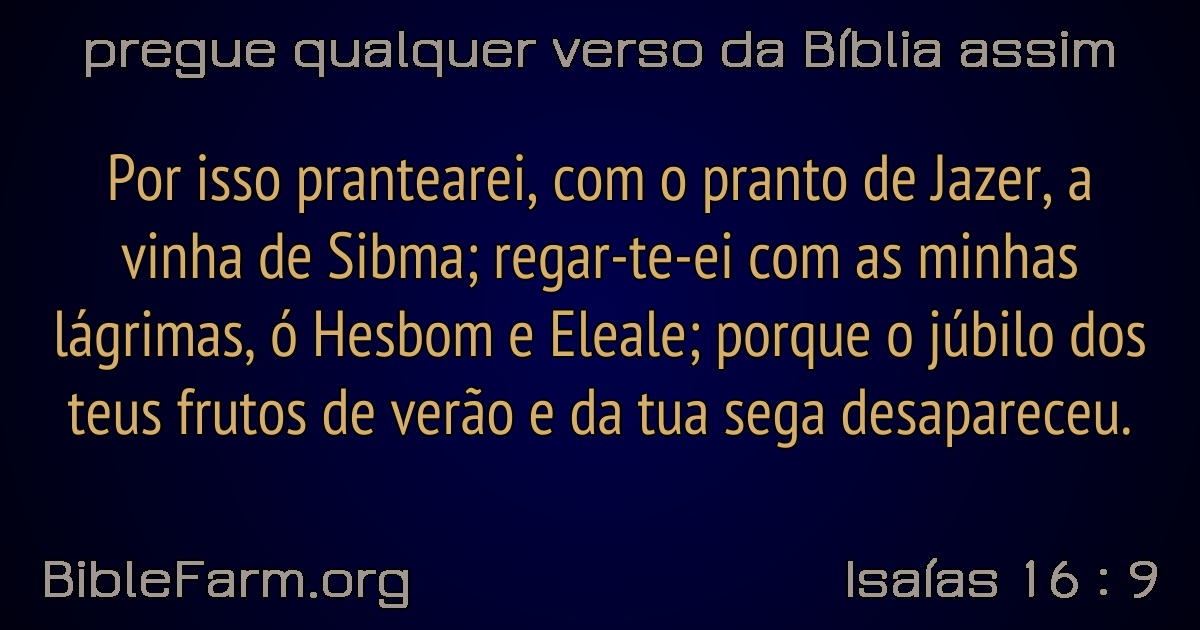 pregue qualquer verso da Bíblia assim
Por isso prantearei, com o pranto de Jazer, a
vinha de Sibma; regar-te-ei com as minhas
lágrimas, ó Hesbom e Eleale; porque o júbilo dos
teus frutos de verão e da tua sega desapareceu.
BibleFarm.org
Isaías 16 : 9